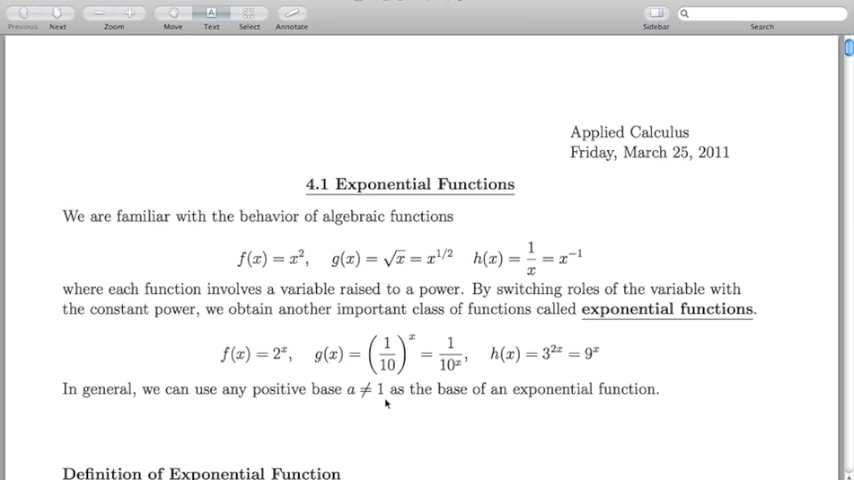 Previous Next Zoom Move Text Select Annotate Sidebar Search
Applied Calculus
Friday, March 25, 2011
4.1 Exponential Functions
We are familiar with the behavior of algebraic functions
f(x) = x², g(x) = √x = x^{1/2} h(x) = 1/x = x^{-1}
where each function involves a variable raised to a power. By switching roles of the variable with
the constant power, we obtain another important class of functions called exponential functions.
f(x) = 2^x, g(x) = (1/10)^x = 1/10^x, h(x) = 3^{2x} = 9^x
In general, we can use any positive base a ≠ 1 as the base of an exponential function.
Definition of Exponential Function